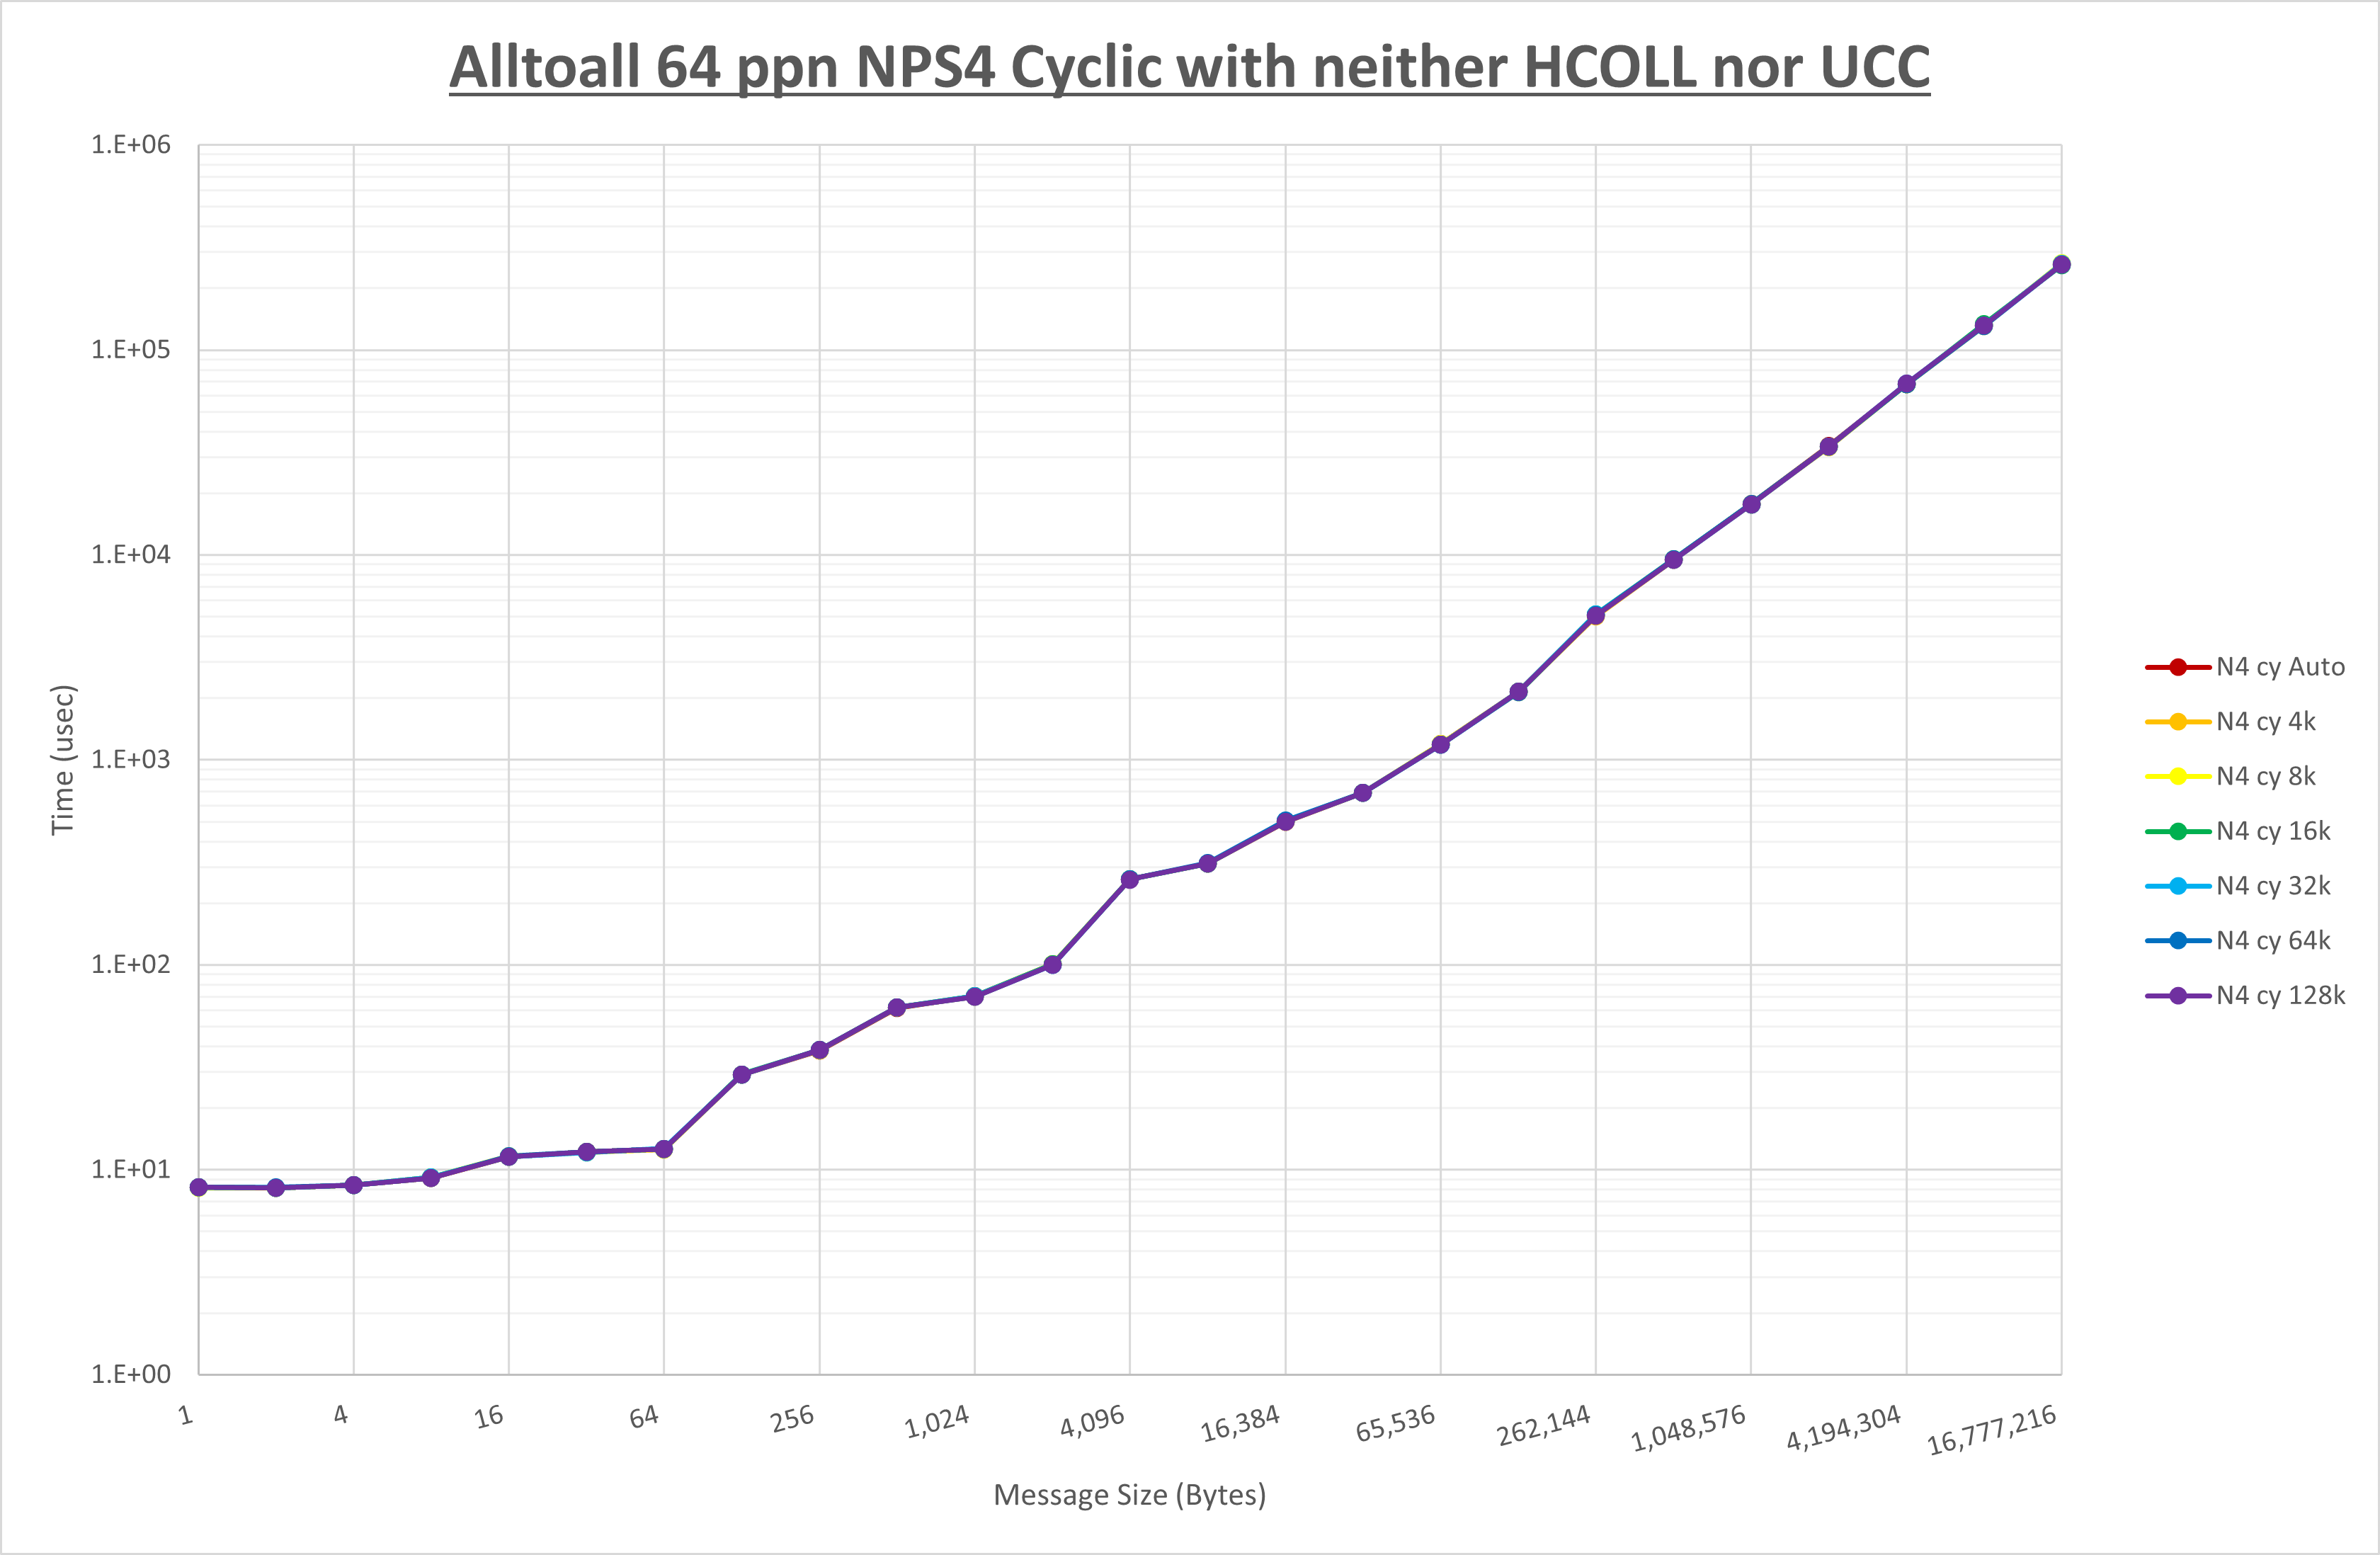 Alltoall 64 ppn NPS4 Cyclic with neither HCOLL nor UCC
1.E+06
1.E+05
1.E+04
1.E+03
1.E+02
1.E+01
1.E+00
Time (usec)
1
4
16
64
256
1,024
4,096
16,384
65,536
262,144
1,048,576
4,194,304
16,777,216
Message Size (Bytes)
N4 cy Auto
N4 cy 4k
N4 cy 8k
N4 cy 16k
N4 cy 32k
N4 cy 64k
N4 cy 128k